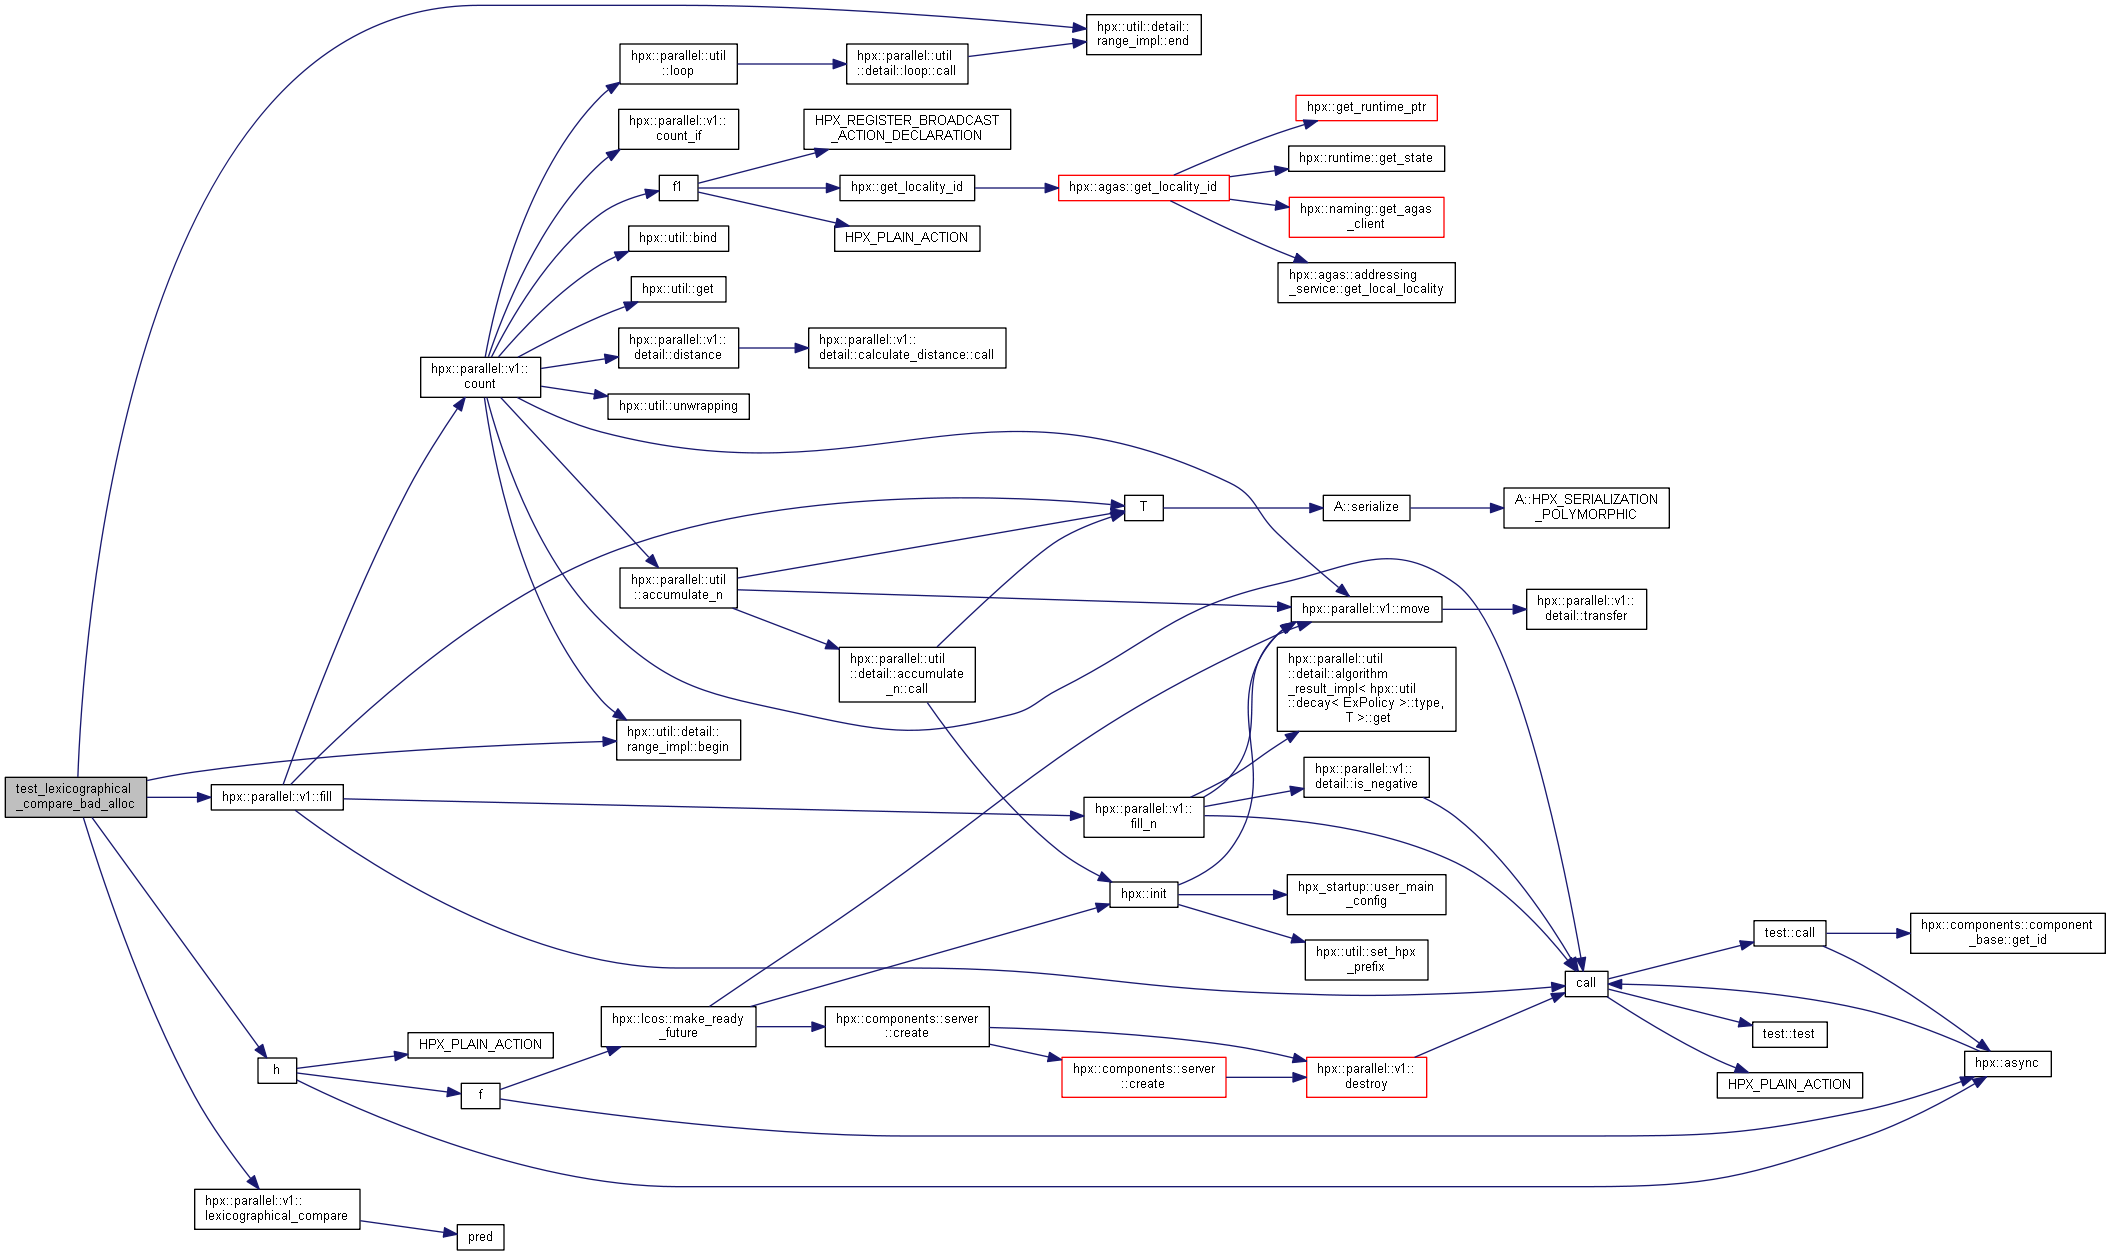 hpx::util::detail::
range_impl::end
hpx::parallel::util
::loop
hpx::parallel::util
::detail::loop::call
hpx::parallel::v1::
count_if
HPX_REGISTER_BROADCAST
_ACTION_DECLARATION
hpx::get_runtime_ptr
hpx::runtime::get_state
f1
hpx::get_locality_id
hpx::agas::get_locality_id
hpx::naming::get_agas
_client
hpx::util::bind
HPX_PLAIN_ACTION
hpx::agas::addressing
_service::get_local_locality
hpx::util::get
hpx::parallel::v1::
detail::distance
hpx::parallel::v1::
detail::calculate_distance::call
hpx::parallel::v1::
count
hpx::util::unwrapping
T
A::serialize
A::HPX_SERIALIZATION
_POLYMORPHIC
hpx::parallel::util
::accumulate_n
hpx::parallel::v1::move
hpx::parallel::v1::
detail::transfer
hpx::parallel::util
::detail::accumulate
_n::call
hpx::parallel::util
::detail::algorithm
_result_impl< hpx::util
::decay< ExPolicy >::type,
T >::get
hpx::util::detail::
range_impl::begin
test_lexicographical
_compare_bad_alloc
hpx::parallel::v1::fill
hpx::parallel::v1::
fill_n
hpx::parallel::v1::
detail::is_negative
hpx::init
hpx_startup::user_main
_config
hpx::util::set_hpx
_prefix
test::call
hpx::components::component
_base::get_id
call
test::test
hpx::lcos::make_ready
_future
hpx::components::server
::create
HPX_PLAIN_ACTION
h
f
hpx::components::server
::create
hpx::parallel::v1::
destroy
HPX_PLAIN_ACTION
hpx::async
hpx::parallel::v1::
lexicographical_compare
pred